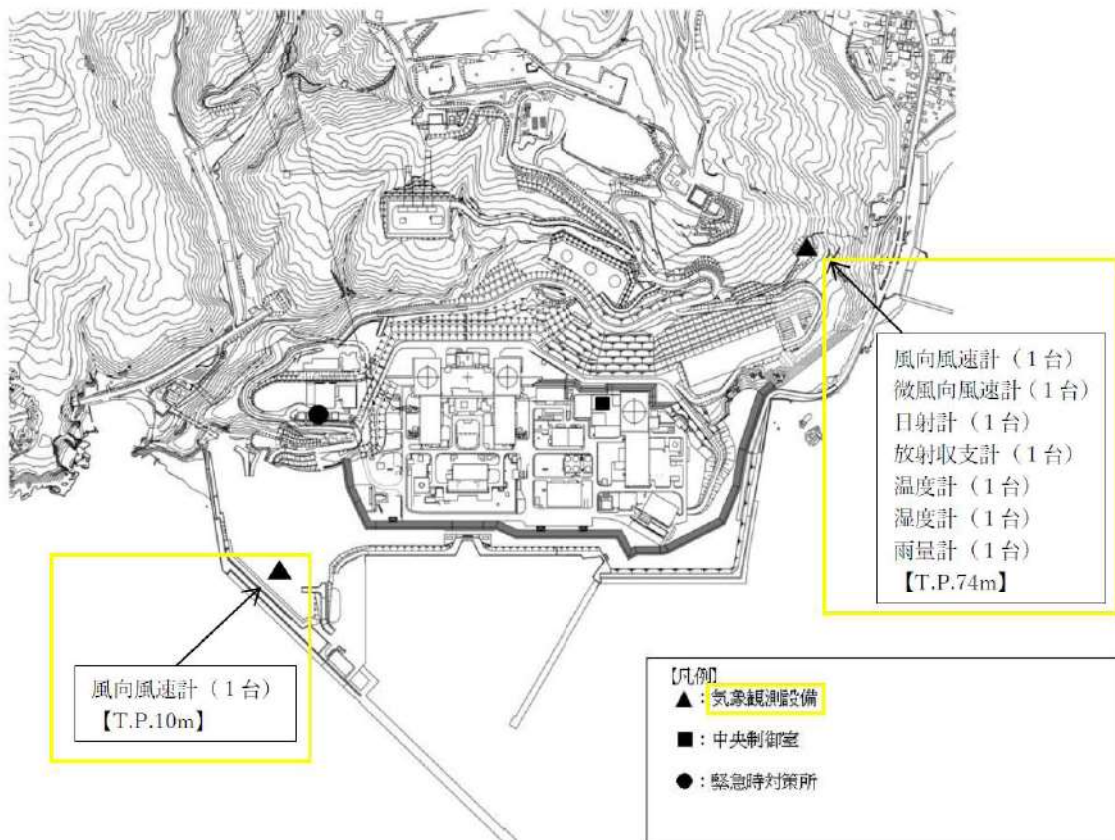 風向風速計（1台）
微風向風速計（1台）
日射計（1台）
放射収支計（1台）
温度計（1台）
湿度計（1台）
雨量計（1台）
【T.P.74m】
風向風速計（1台）
【T.P.10m】
【凡例】
▲：気象観測設備
■：中央制御室
●：緊急時対策所